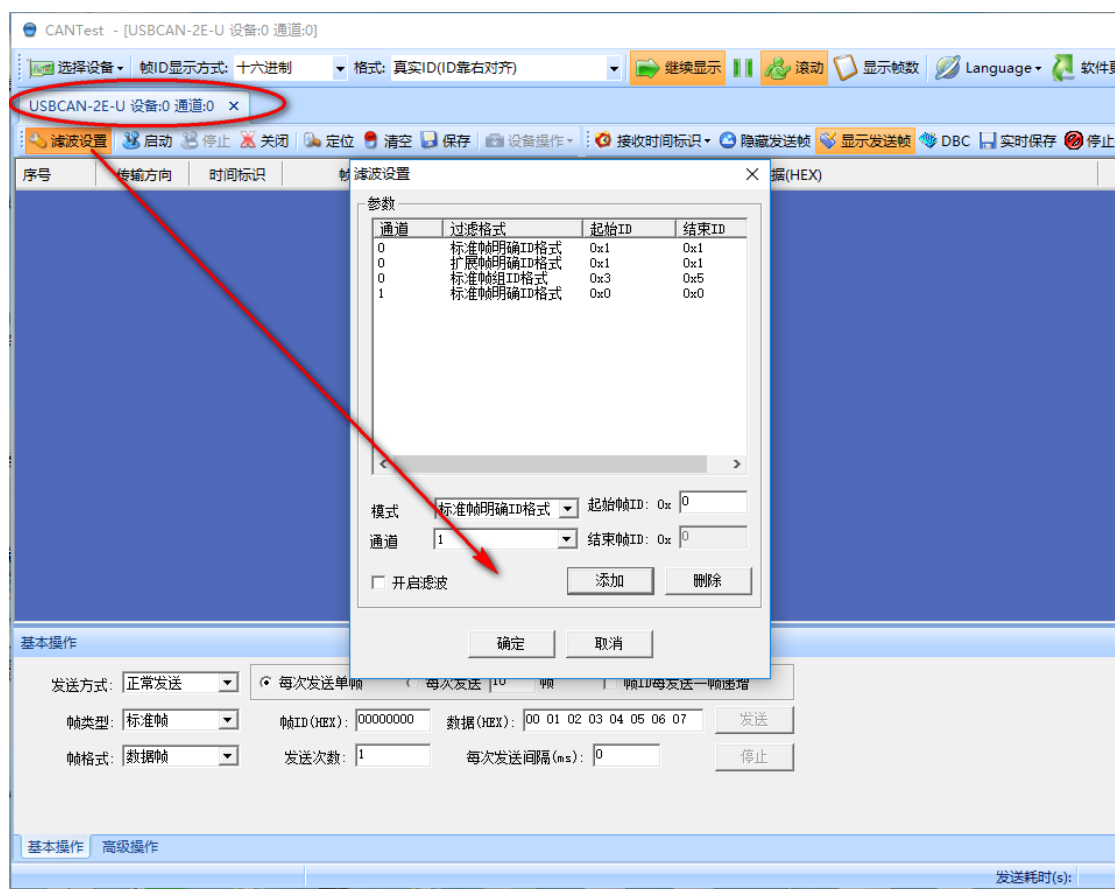 CANTest - [USBCAN-2E-U 设备:0 通道:0]
选择设备 帧ID显示方式: 十六进制 格式: 真实ID(ID靠右对齐) 继续显示 滚动 显示帧数 Language 软件
USBCAN-2E-U 设备:0 通道:0 ×
滤波设置 启动 停止 关闭 定位 清空 保存 设备操作 接收时间标识 隐藏发送帧 显示发送帧 DBC 实时保存 停止
序号 传输方向 时间标识 帧 据(HEX)
滤波设置
参数
通道 过滤格式 起始ID 结束ID
0 标准帧明确ID格式 0x1 0x1
0 扩展帧明确ID格式 0x1 0x1
0 标准帧组ID格式 0x3 0x5
1 标准帧明确ID格式 0x0 0x0
模式 标准帧明确ID格式 起始帧ID: 0x 0
通道 1 结束帧ID: 0x 0
开启滤波 添加 删除
确定 取消
基本操作
发送方式: 正常发送 每次发送单帧 每次发送 10 帧 帧ID每发送一帧递增
帧类型: 标准帧 帧ID(HEX): 00000000 数据(HEX): 00 01 02 03 04 05 06 07 发送
帧格式: 数据帧 发送次数: 1 每次发送间隔(ms): 0 停止
基本操作 高级操作
发送耗时(s):